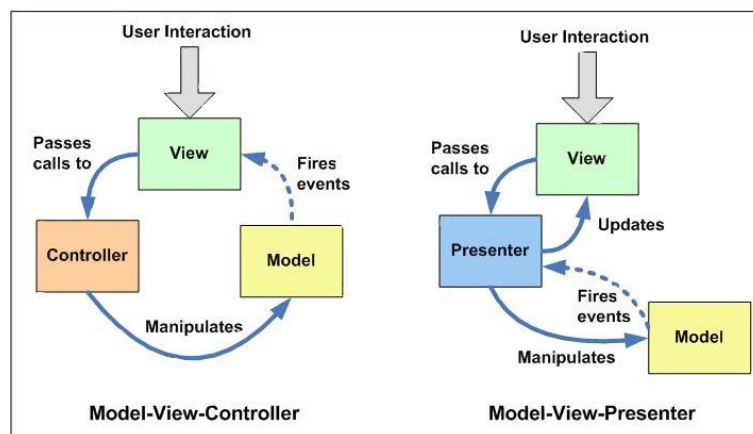 User Interaction
Passes
calls to
View
Fires
events
Controller
Model
Manipulates
Model-View-Controller
User Interaction
Passes
calls to
View
Updates
Presenter
Fires
events
Manipulates
Model
Model-View-Presenter